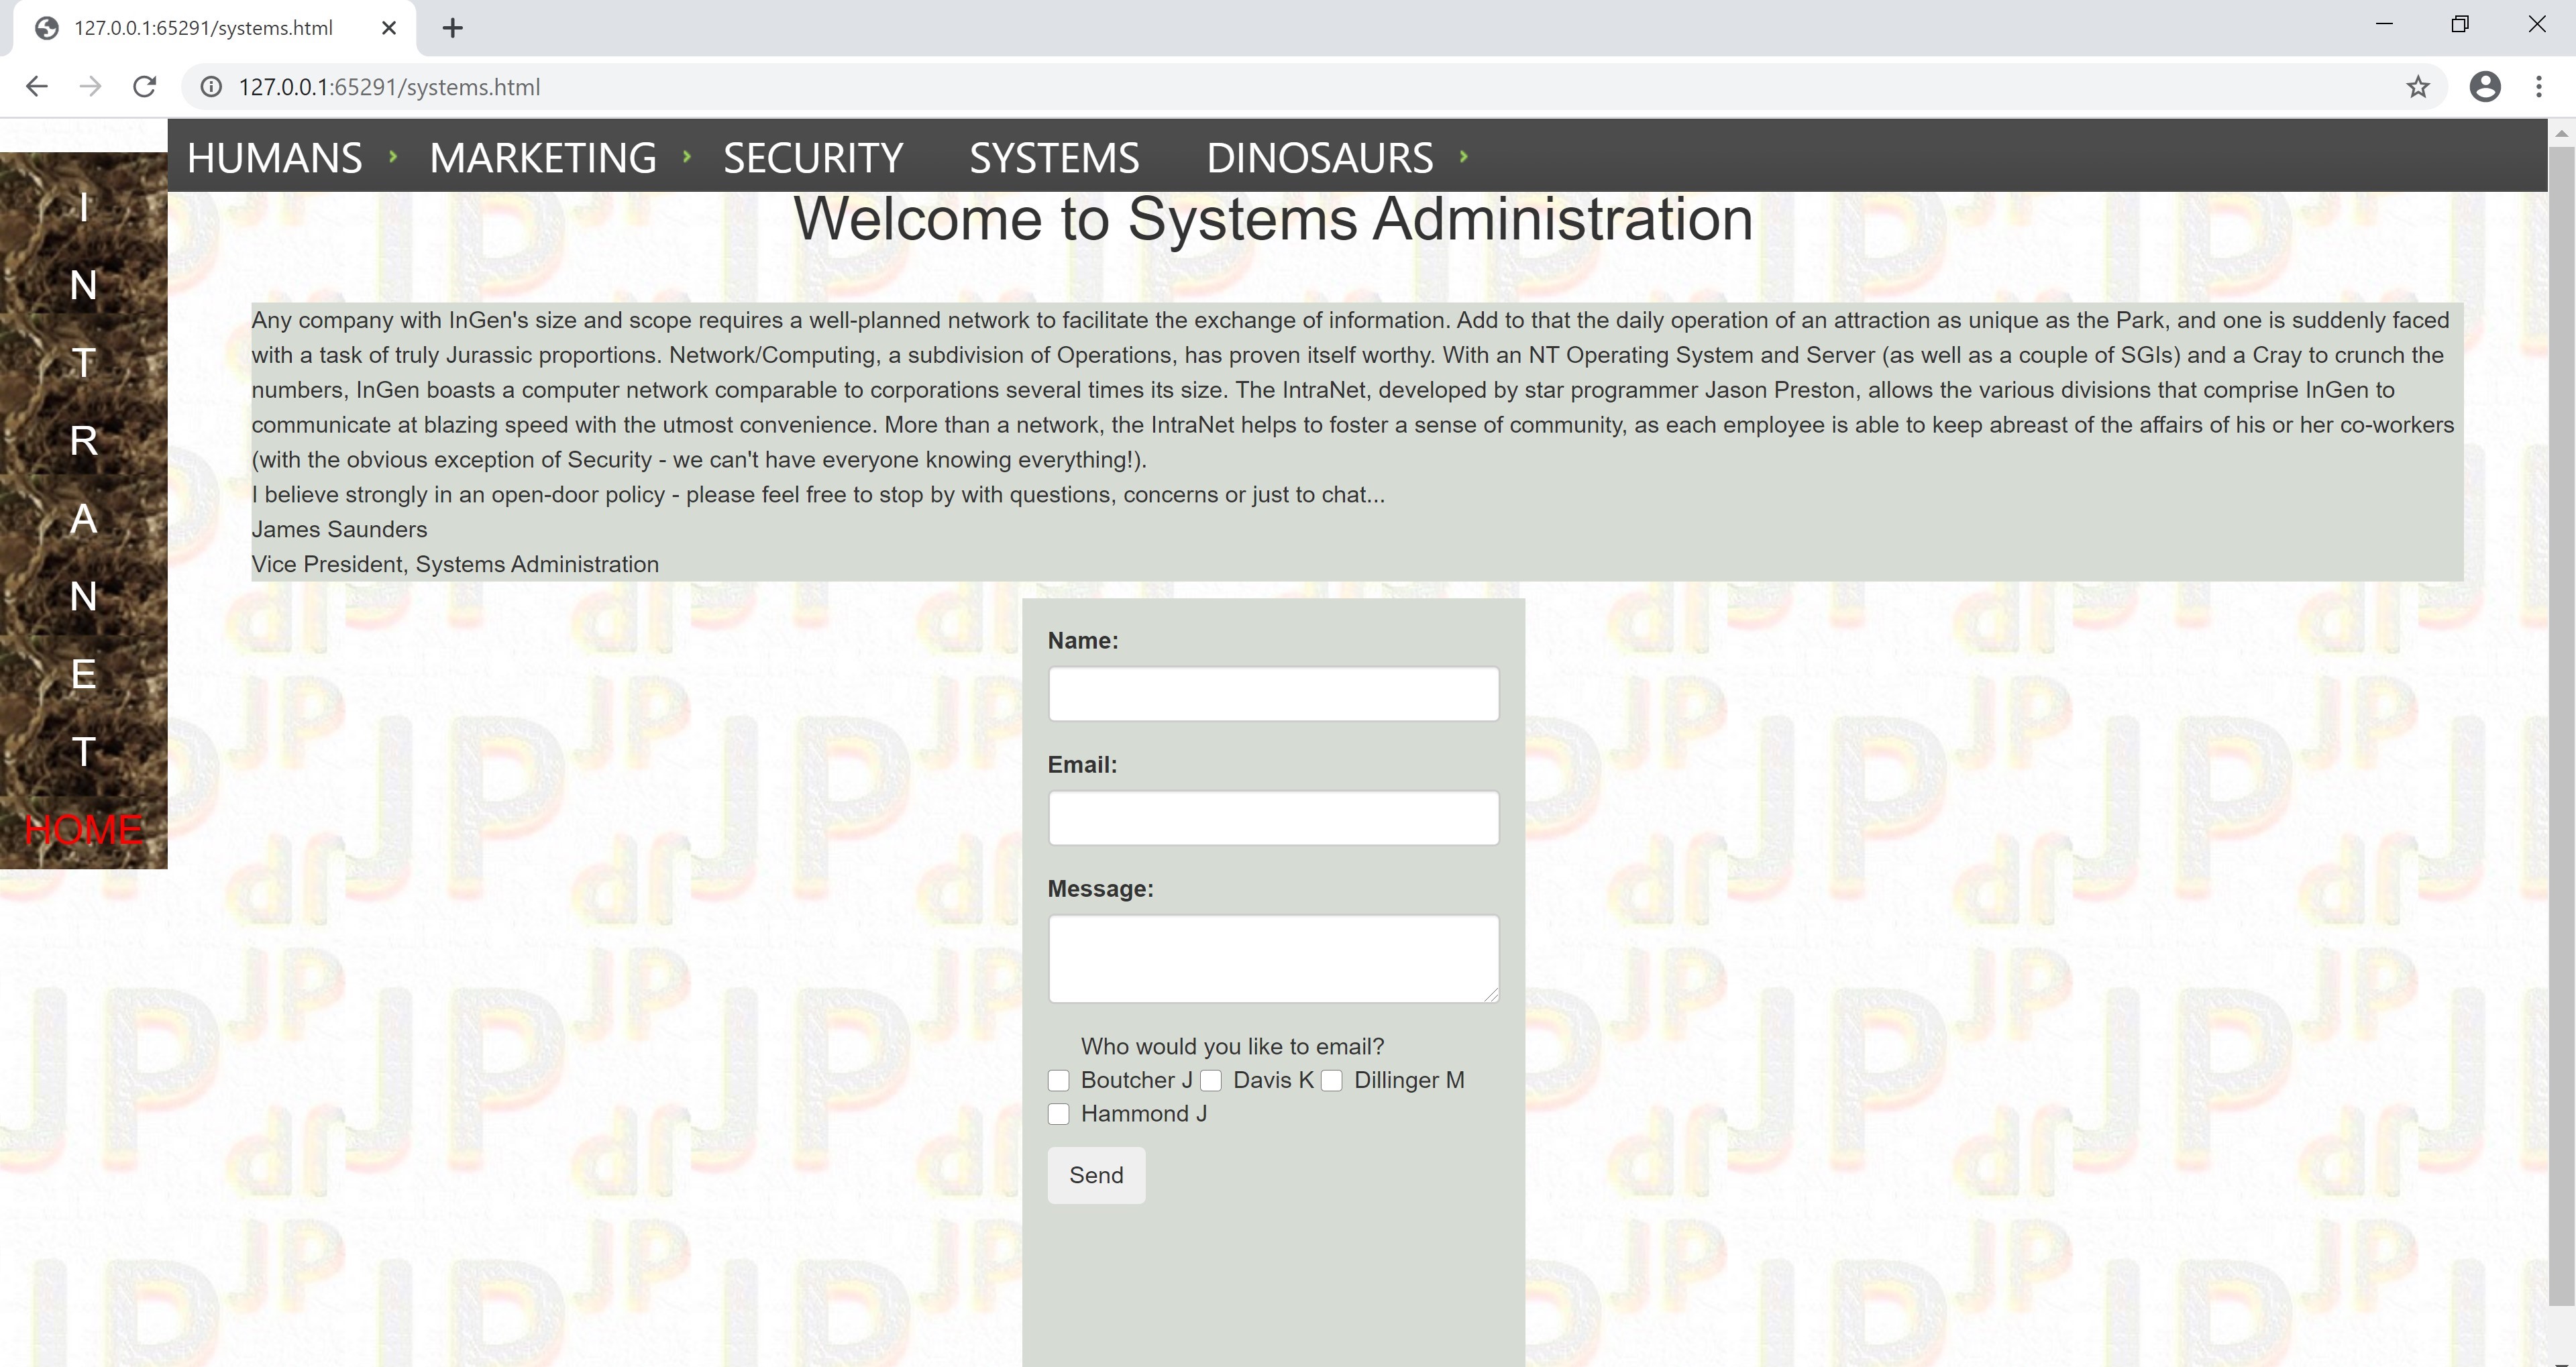 127.0.0.1:65291/systems.html
127.0.0.1:65291/systems.html
HUMANS MARKETING SECURITY SYSTEMS DINOSAURS
I
N
T
R
A
N
E
T
HOME
Welcome to Systems Administration
Any company with InGen's size and scope requires a well-planned network to facilitate the exchange of information. Add to that the daily operation of an attraction as unique as the Park, and one is suddenly faced
with a task of truly Jurassic proportions. Network/Computing, a subdivision of Operations, has proven itself worthy. With an NT Operating System and Server (as well as a couple of SGIs) and a Cray to crunch the
numbers, InGen boasts a computer network comparable to corporations several times its size. The IntraNet, developed by star programmer Jason Preston, allows the various divisions that comprise InGen to
communicate at blazing speed with the utmost convenience. More than a network, the IntraNet helps to foster a sense of community, as each employee is able to keep abreast of the affairs of his or her co-workers
(with the obvious exception of Security - we can't have everyone knowing everything!).
I believe strongly in an open-door policy - please feel free to stop by with questions, concerns or just to chat...
James Saunders
Vice President, Systems Administration
Name:
Email:
Message:
Who would you like to email?
Boutcher J Davis K Dillinger M
Hammond J
Send